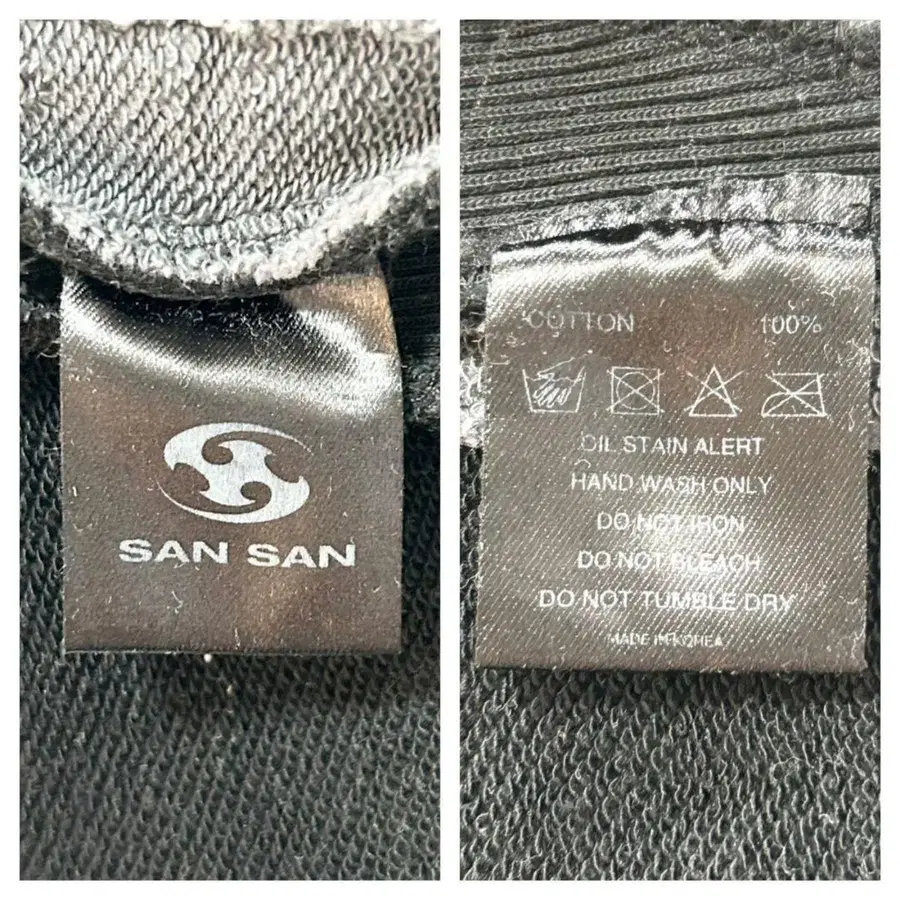 SAN SAN
COTTON 100%
OIL STAIN ALERT
HAND WASH ONLY
DO NOT IRON
DO NOT BLEACH
DO NOT TUMBLE DRY
MADE IN KOREA